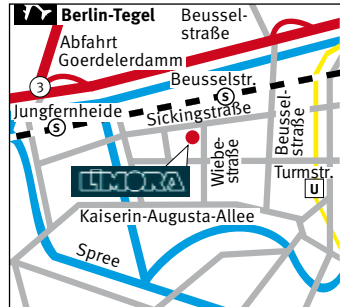 Berlin-Tegel
Beussel-
straße
Abfahrt
Goerdelerdamm
3
Beusselstr.
S
Jungfernheide
S
Sickingstraße
Beussel-
straße
Wiebe-
straße
LIMORA
Turmstr.
U
Kaiserin-Augusta-Allee
Spree